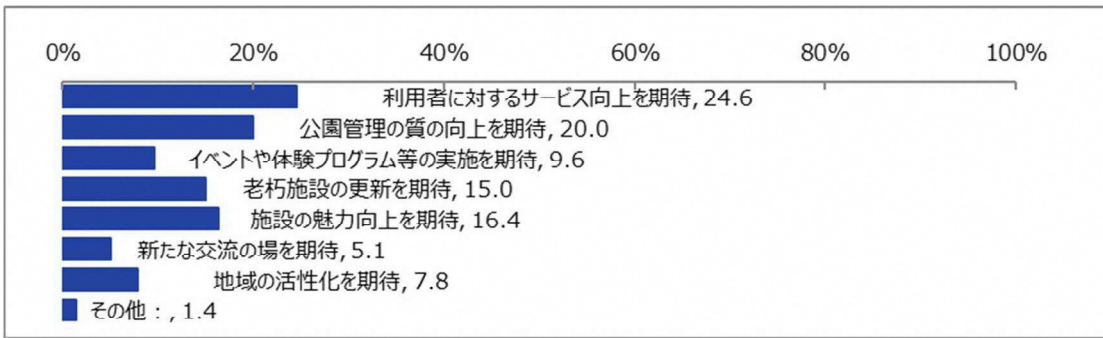 0% 20% 40% 60% 80% 100%
利用者に対するサービス向上を期待, 24.6
公園管理の質の向上を期待, 20.0
イベントや体験プログラム等の実施を期待, 9.6
老朽施設の更新を期待, 15.0
施設の魅力向上を期待, 16.4
新たな交流の場を期待, 5.1
地域の活性化を期待, 7.8
その他：, 1.4